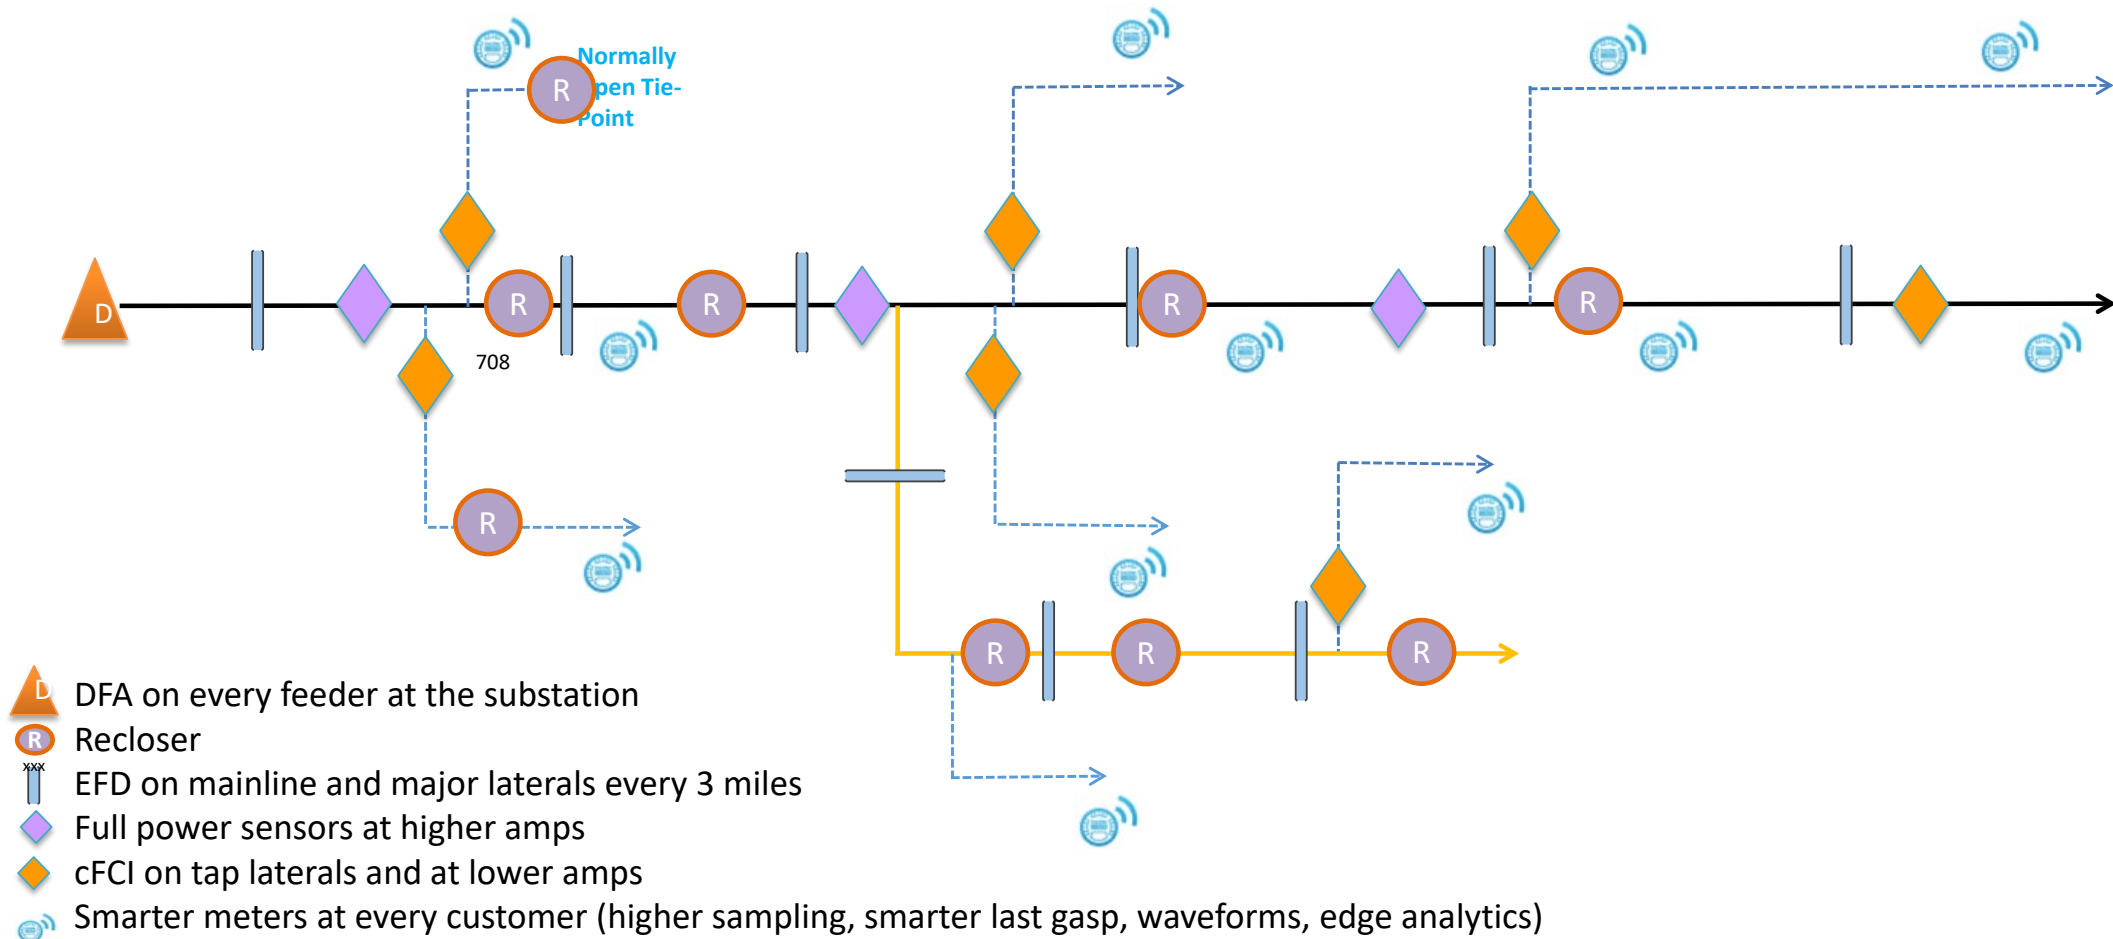 Normally
pen Tie-
Point
R
D
R
R
R
R
708
R
R
R
R
D
DFA on every feeder at the substation
R
Recloser
xxx
EFD on mainline and major laterals every 3 miles
Full power sensors at higher amps
cFCI on tap laterals and at lower amps
Smarter meters at every customer (higher sampling, smarter last gasp, waveforms, edge analytics)